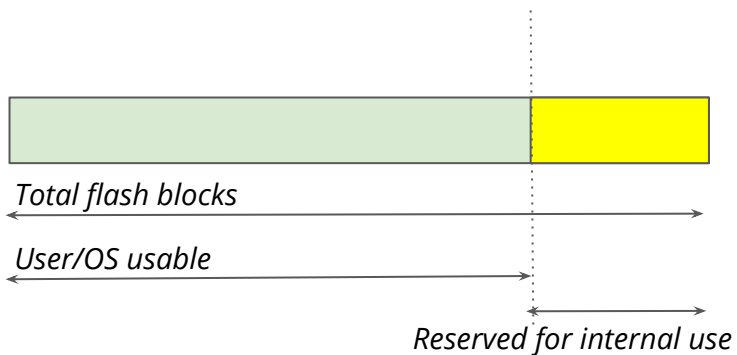 Total flash blocks
User/OS usable
Reserved for internal use